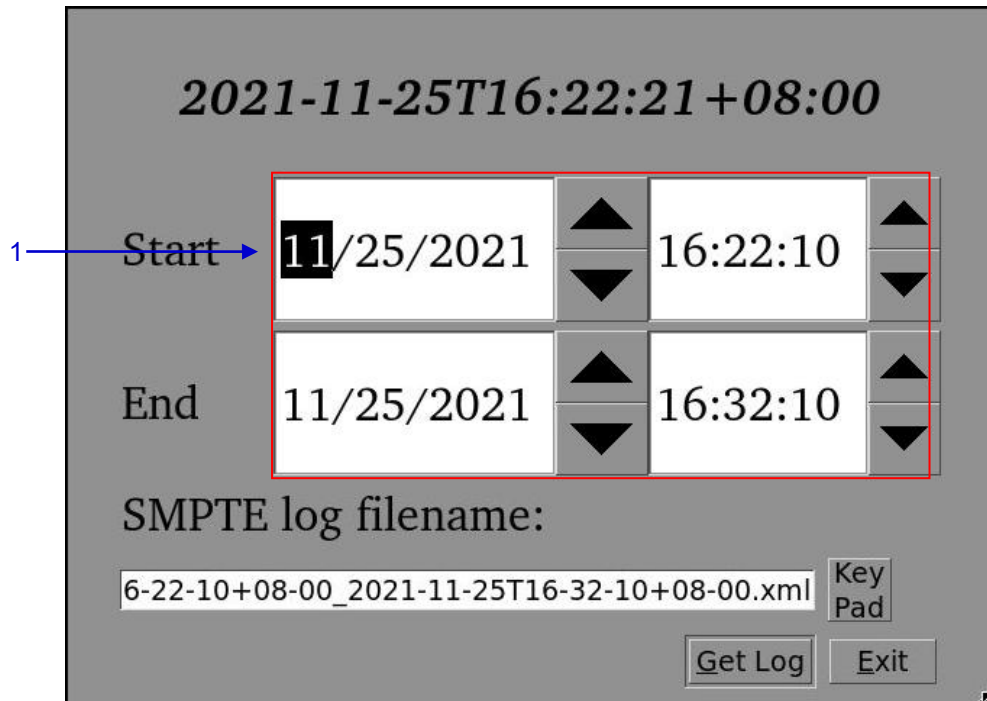 2021-11-25T16:22:21+08:00
1
Start 11/25/2021 16:22:10
End 11/25/2021 16:32:10
SMPTE log filename:
6-22-10+08-00_2021-11-25T16-32-10+08-00.xml
Key
Pad
Get Log Exit